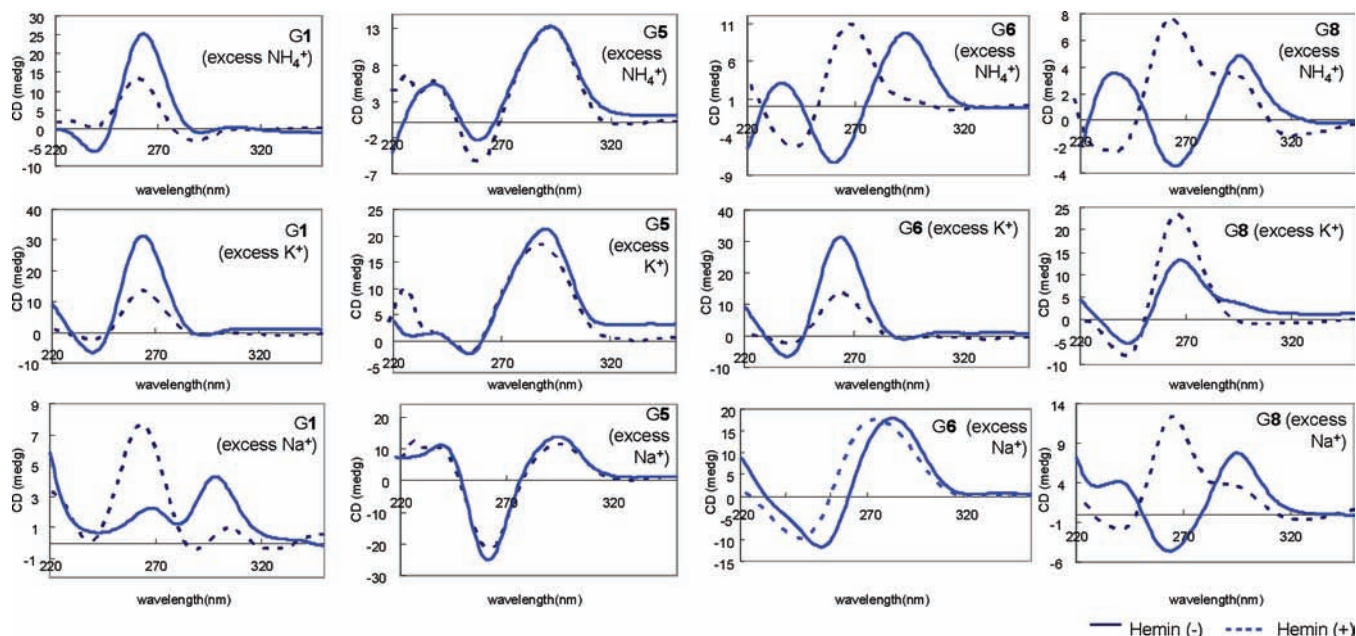 30
25
20
15
10
5
0
-5
-10
CD (medg)
G1
(excess NH4+)
220 270 320
wavelength(nm)
13
8
3
-2
-7
CD (medg)
G5
(excess
NH4+)
220 270 320
wavelength(nm)
11
6
1
-4
-9
CD (medg)
G6
(excess
NH4+)
220 270 320
wavelength(nm)
8
6
4
2
0
-2
-4
CD (medg)
G8
(excess
NH4+)
220 270 320
wavelength(nm)
40
30
20
10
0
-10
CD (medg)
G1
(excess K+)
220 270 320
wavelength(nm)
25
20
15
10
5
0
-5
CD (medg)
G5
(excess
K+)
220 270 320
wavelength(nm)
40
30
20
10
0
-10
CD (medg)
G6 (excess K+)
220 270 320
wavelength(nm)
25
20
15
10
5
0
-5
-10
CD (medg)
G8 (excess K+)
220 270 320
wavelength(nm)
9
7
5
3
1
-1
CD (medg)
G1
(excess Na+)
220 270 320
wavelength(nm)
20
10
0
-10
-20
-30
CD (medg)
G5
(excess
Na+)
220 270 320
wavelength(nm)
20
15
10
5
0
-5
-10
-15
CD (medg)
G6 (excess
Na+)
220 270 320
wavelength(nm)
14
9
4
-1
-6
CD (medg)
G8 (excess
Na+)
220 270 320
wavelength(nm)
Hemin (-) Hemin (+)